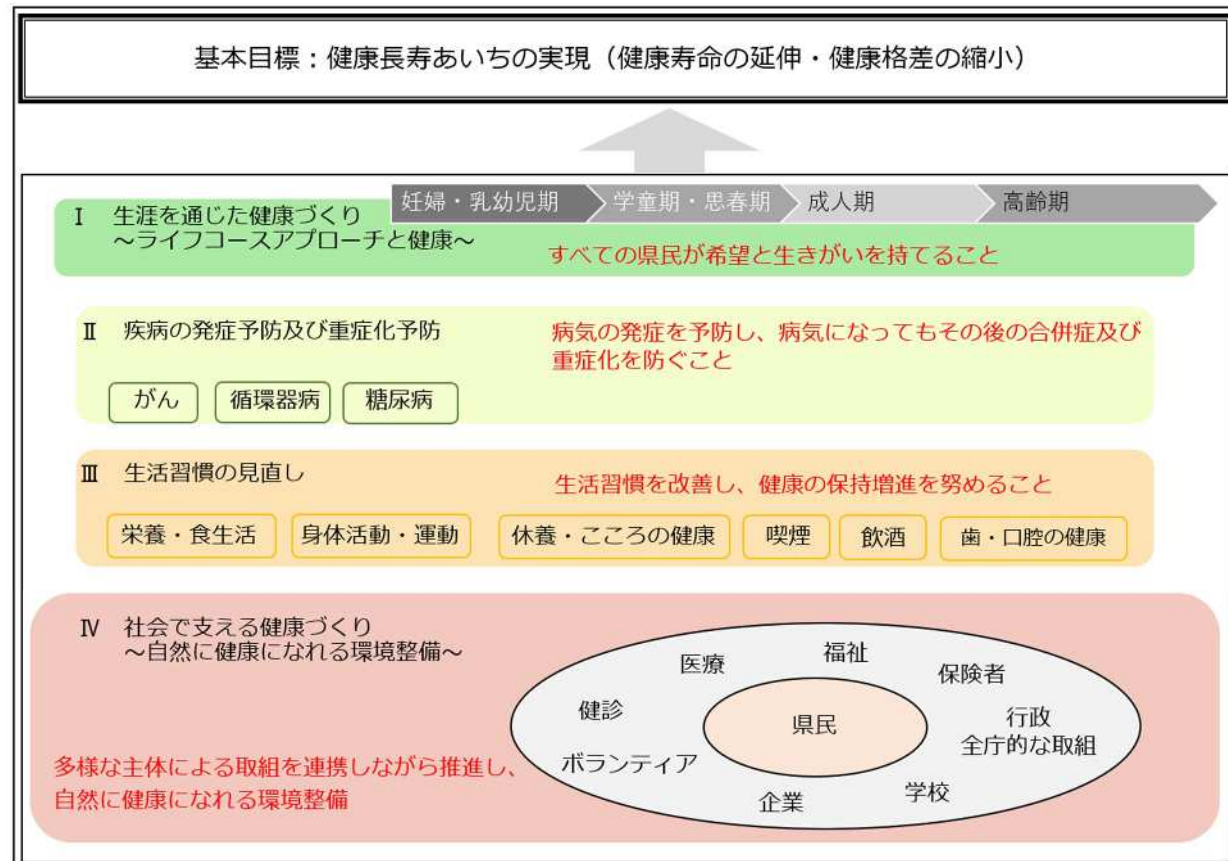 基本目標：健康長寿あいちの実現（健康寿命の延伸・健康格差の縮小）
妊婦・乳幼児期
学童期・思春期
成人期
高齢期
Ⅰ 生涯を通じた健康づくり
～ライフコースアプローチと健康～
すべての県民が希望と生きがいを持てること
Ⅱ 疾病の発症予防及び重症化予防
病気の発症を予防し、病気になってもその後の合併症及び
重症化を防ぐこと
がん
循環器病
糖尿病
Ⅲ 生活習慣の見直し
生活習慣を改善し、健康の保持増進を努めること
栄養・食生活
身体活動・運動
休養・こころの健康
喫煙
飲酒
歯・口腔の健康
Ⅳ 社会で支える健康づくり
～自然に健康になれる環境整備～
多様な主体による取組を連携しながら推進し、
自然に健康になれる環境整備
医療
福祉
保険者
健診
県民
行政
全庁的な取組
ボランティア
企業
学校